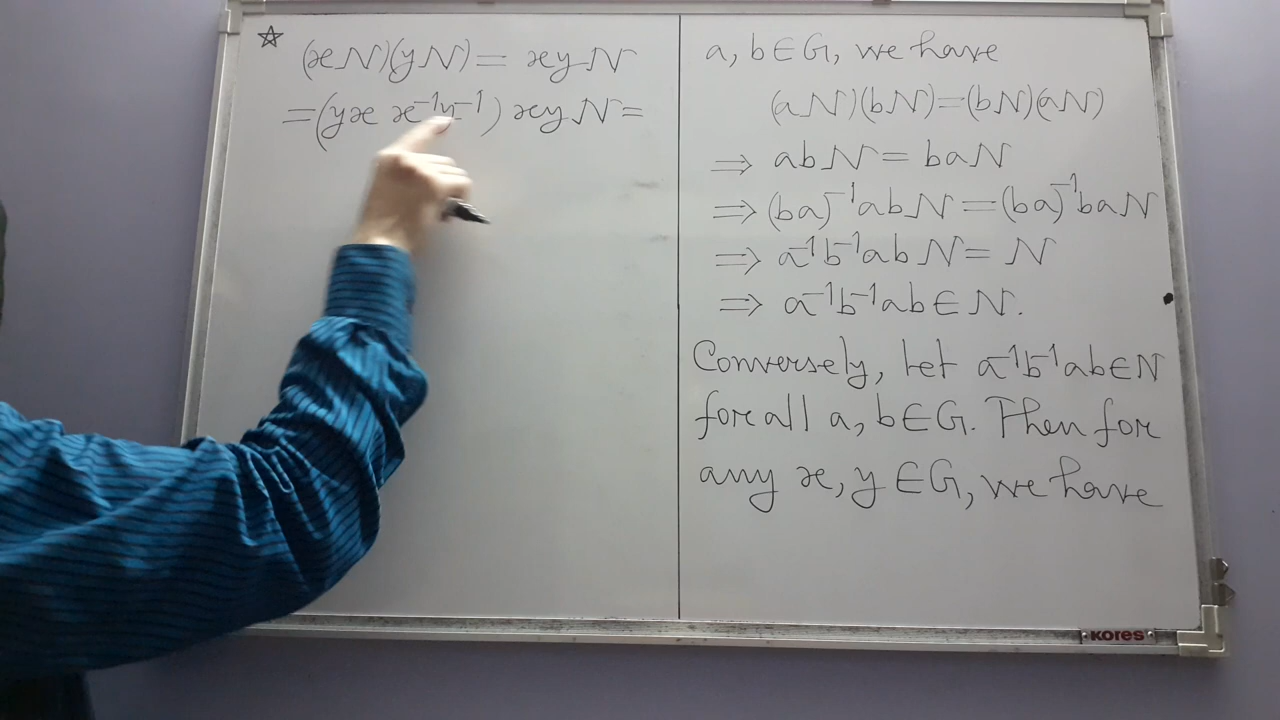 ☆ (xN)(yN) = xyN
= (yx x⁻¹y⁻¹) xyN =
a, b ∈ G, we have
(aN)(bN) = (bN)(aN)
⇒ abN = baN
⇒ (ba)⁻¹abN = (ba)⁻¹baN
⇒ a⁻¹b⁻¹abN = N
⇒ a⁻¹b⁻¹ab ∈ N.
Conversely, let a⁻¹b⁻¹ab ∈ N
for all a, b ∈ G. Then for
any x, y ∈ G, we have
KORES